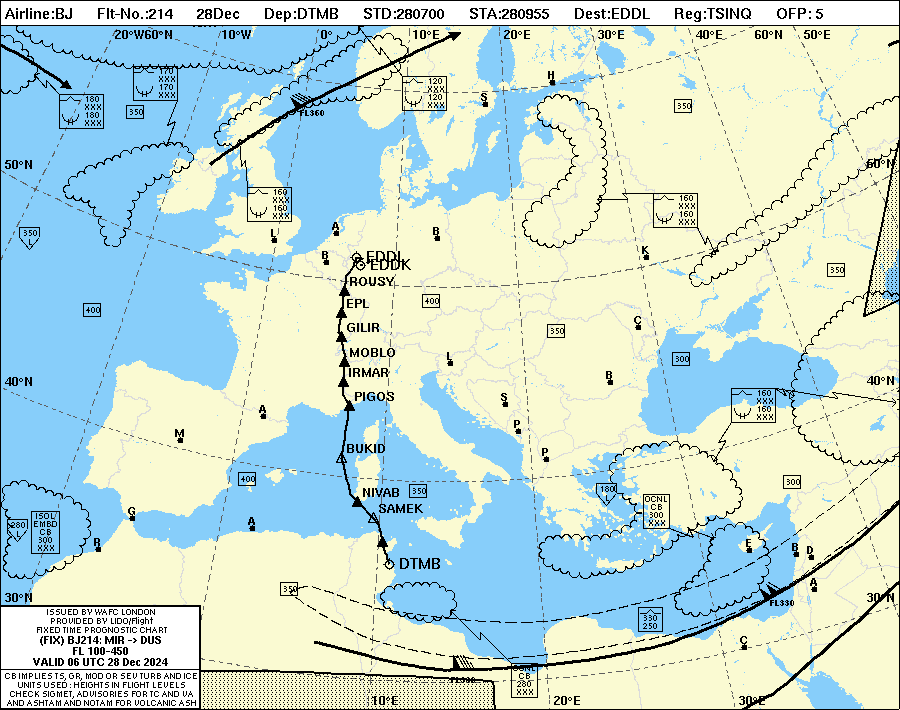 Airline:BJ Flt-No.:214 28Dec Dep:DTMB STD:280700 STA:280955 Dest:EDDL Reg:TSINQ OFP: 5
20°W60°N 10°W 0° 10°E 20°E 30°E 40°E 60°N 50°E
180
XXX
180
XXX
170
XXX
170
XXX
350
FL360
120
XXX
120
XXX
S
H
350
50°N
50°N
160
XXX
160
XXX
160
XXX
160
XXX
350
L
L
A
B
B
K
EDDL
EDDK
ROUSY
350
400
EPL
400
GILIR
350
C
MOBLO
L
300
IRMAR
B
40°N
40°N
PIGOS
160
XXX
160
XXX
S
A
M
P
BUKID
P
400
350
300
NIVAB
180
L
SAMEK
OCNL
CB
300
XXX
280
L
ISOL
EMBD
CB
300
XXX
G
A
R
E
B
D
DTMB
A
350
30°N
30°N
FL330
330
250
C
OCNL
CB
280
XXX
10°E 20°E 30°E
ISSUED BY WAFC LONDON
PROVIDED BY LIDO/Flight
FIXED TIME PROGNOSTIC CHART
(FIX) BJ214: MIR -> DUS
FL 100-450
VALID 06 UTC 28 Dec 2024
CB IMPLIES TS, GR, MOD OR SEV TURB AND ICE
UNITS USED: HEIGHTS IN FLIGHT LEVELS
CHECK SIGMET, ADVISORIES FOR TC AND VA
AND ASHTAM AND NOTAM FOR VOLCANIC ASH